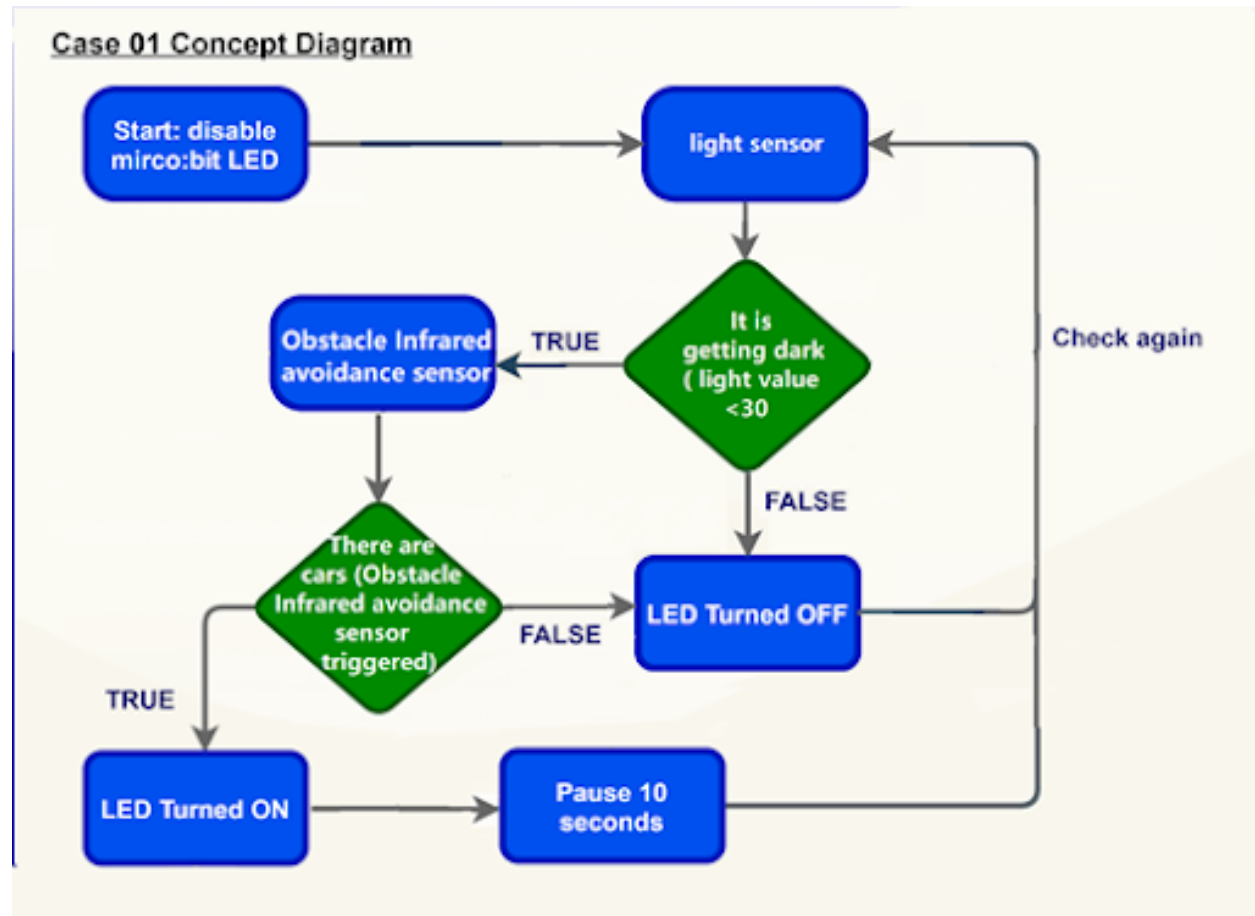 Case 01 Concept Diagram
Start: disable
mirco:bit LED
light sensor
It is
getting dark
( light value
<30
TRUE
Obstacle Infrared
avoidance sensor
Check again
FALSE
There are
cars (Obstacle
Infrared avoidance
sensor
triggered)
FALSE
LED Turned OFF
TRUE
LED Turned ON
Pause 10
seconds